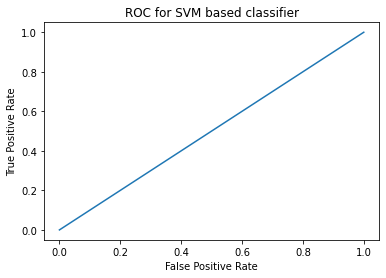 ROC for SVM based classifier
1.0
0.8
0.6
0.4
0.2
0.0
True Positive Rate
0.0 0.2 0.4 0.6 0.8 1.0
False Positive Rate